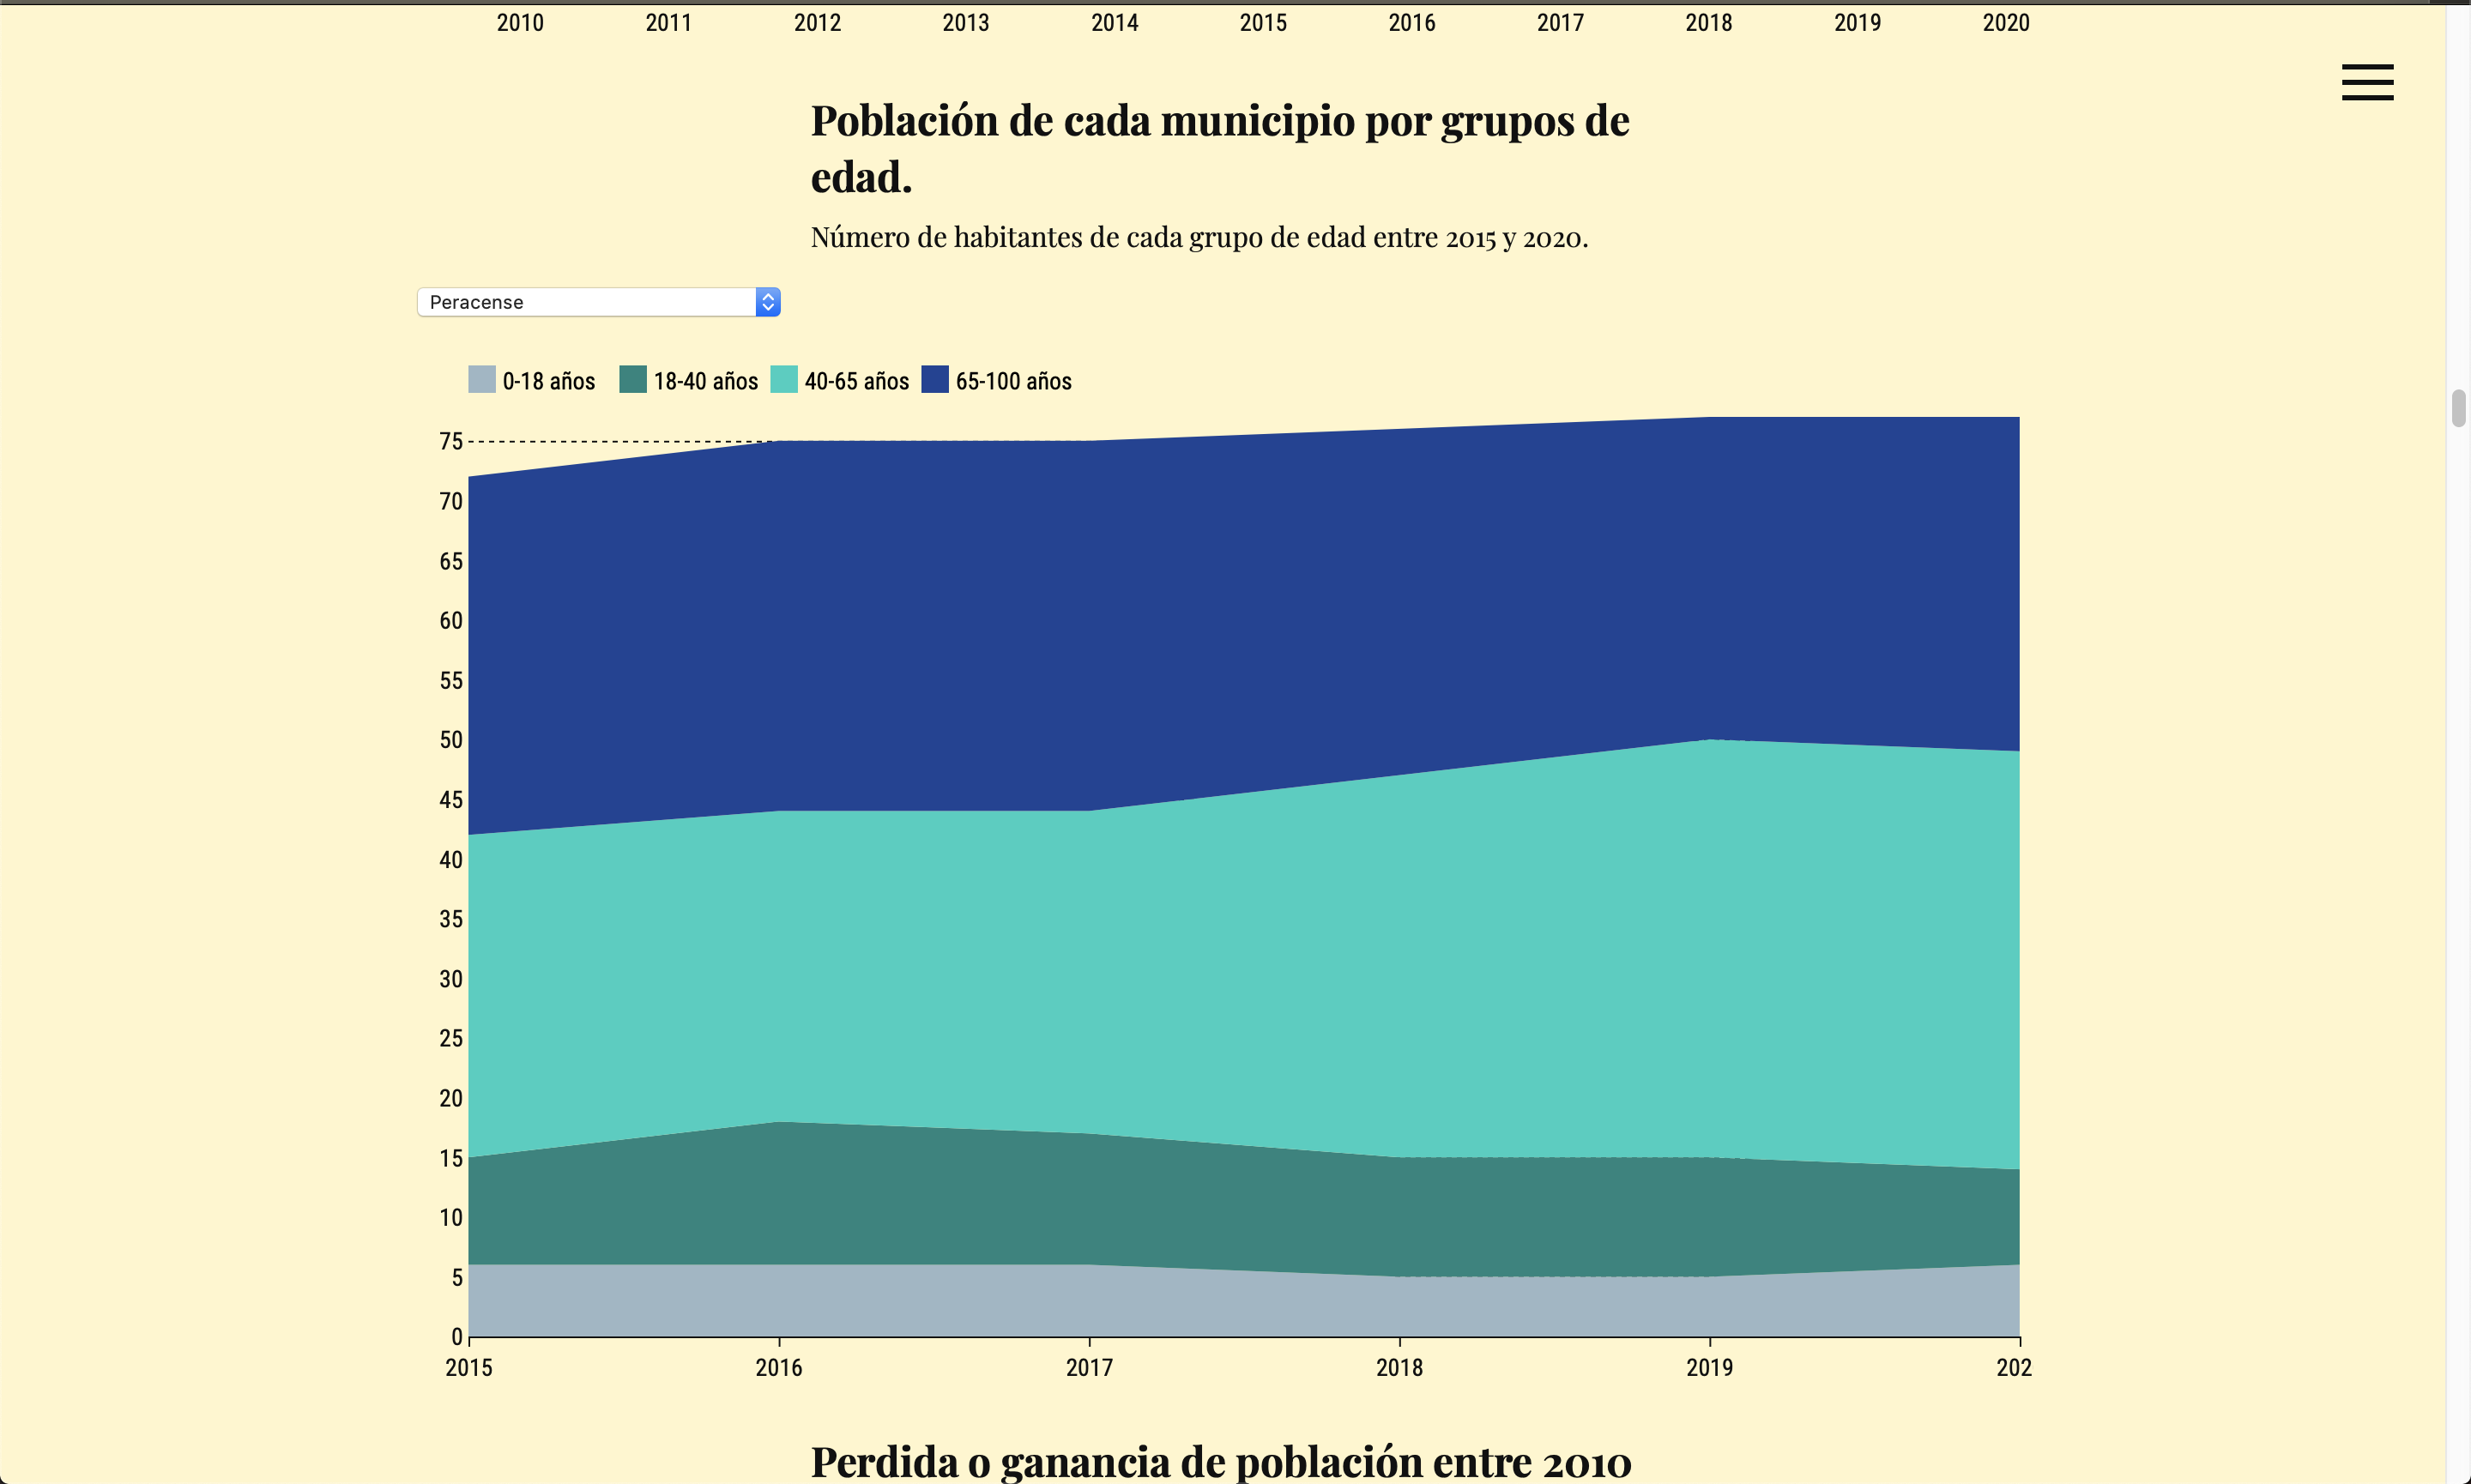 2010 2011 2012 2013 2014 2015 2016 2017 2018 2019 2020
Población de cada municipio por grupos de
edad.
Número de habitantes de cada grupo de edad entre 2015 y 2020.
Peracense
0-18 años 18-40 años 40-65 años 65-100 años
75
70
65
60
55
50
45
40
35
30
25
20
15
10
5
0
2015 2016 2017 2018 2019 202
Perdida o ganancia de población entre 2010